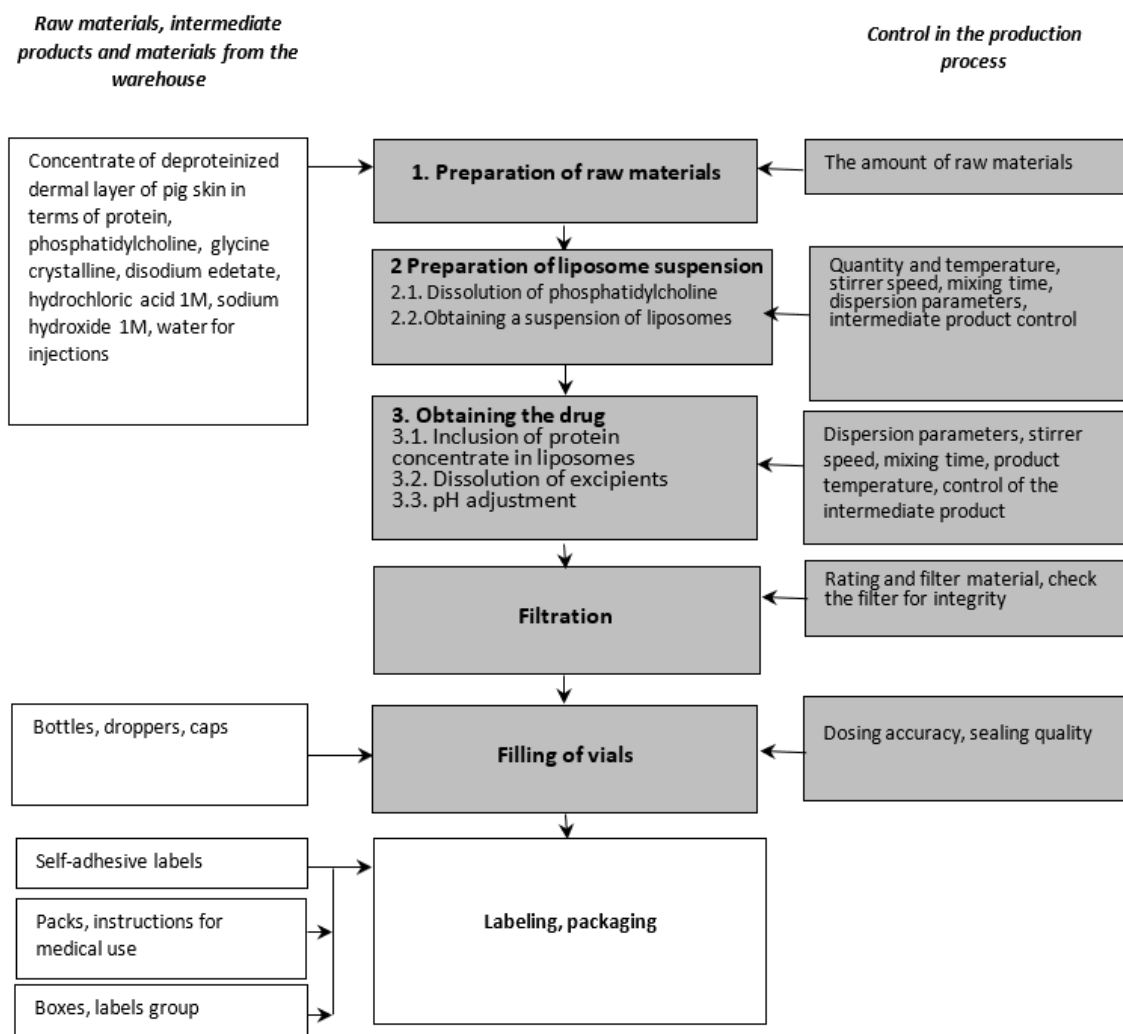 Raw materials, intermediate
products and materials from the
warehouse
Control in the production
process
Concentrate of deproteinized
dermal layer of pig skin in
terms of protein,
phosphatidylcholine, glycine
crystalline, disodium edetate,
hydrochloric acid 1M, sodium
hydroxide 1M, water for
injections
1. Preparation of raw materials
The amount of raw materials
2 Preparation of liposome suspension
2.1. Dissolution of phosphatidylcholine
2.2.Obtaining a suspension of liposomes
Quantity and temperature,
stirrer speed, mixing time,
dispersion parameters,
intermediate product control
3. Obtaining the drug
3.1. Inclusion of protein
concentrate in liposomes
3.2. Dissolution of excipients
3.3. pH adjustment
Dispersion parameters, stirrer
speed, mixing time, product
temperature, control of the
intermediate product
Filtration
Rating and filter material, check
the filter for integrity
Bottles, droppers, caps
Filling of vials
Dosing accuracy, sealing quality
Self-adhesive labels
Packs, instructions for
medical use
Boxes, labels group
Labeling, packaging